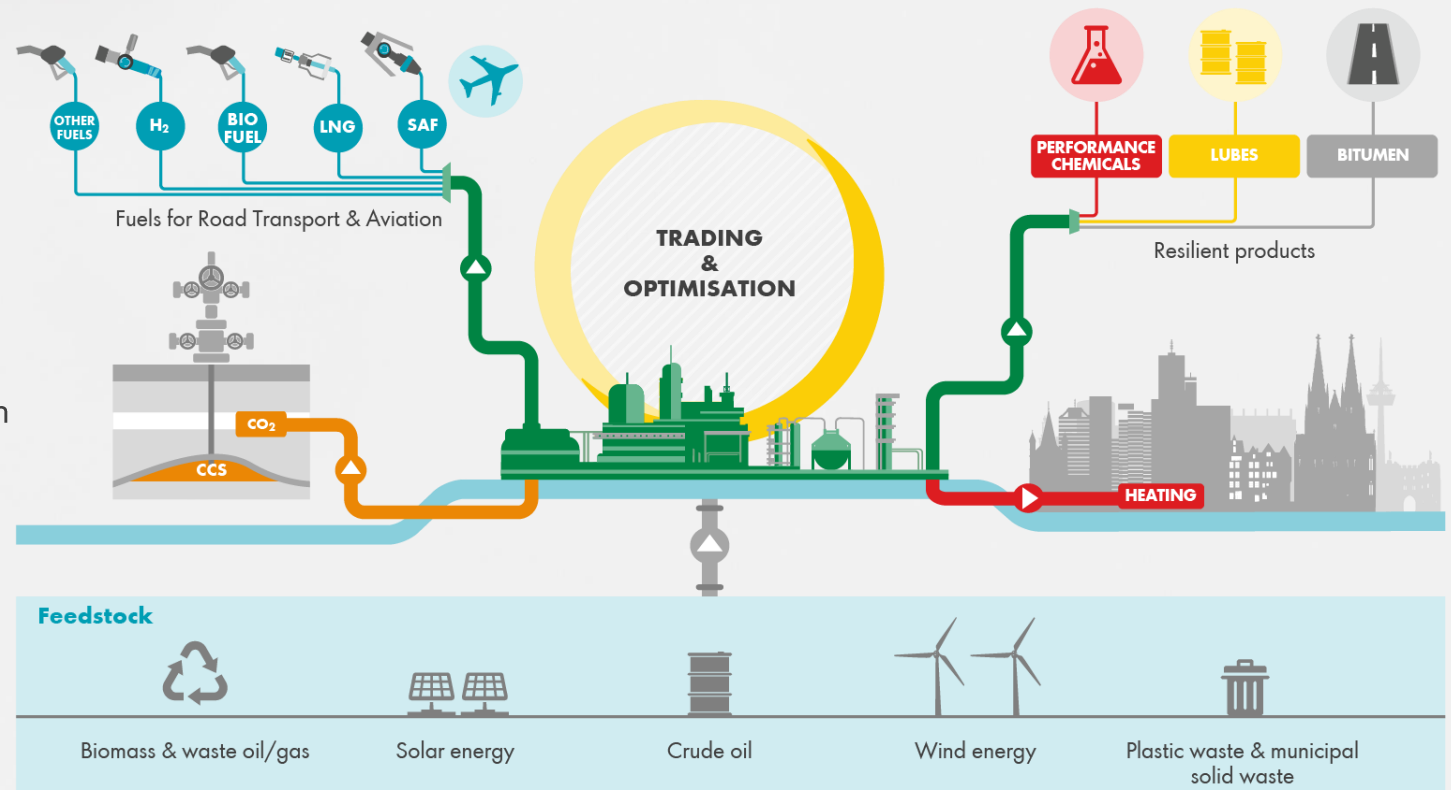 OTHER
FUELS
H₂
BIO
FUEL
LNG
SAF
Fuels for Road Transport & Aviation
PERFORMANCE
CHEMICALS
LUBES
BITUMEN
Resilient products
TRADING
&
OPTIMISATION
n
CO₂
CCS
HEATING
Feedstock
Biomass & waste oil/gas
Solar energy
Crude oil
Wind energy
Plastic waste & municipal
solid waste